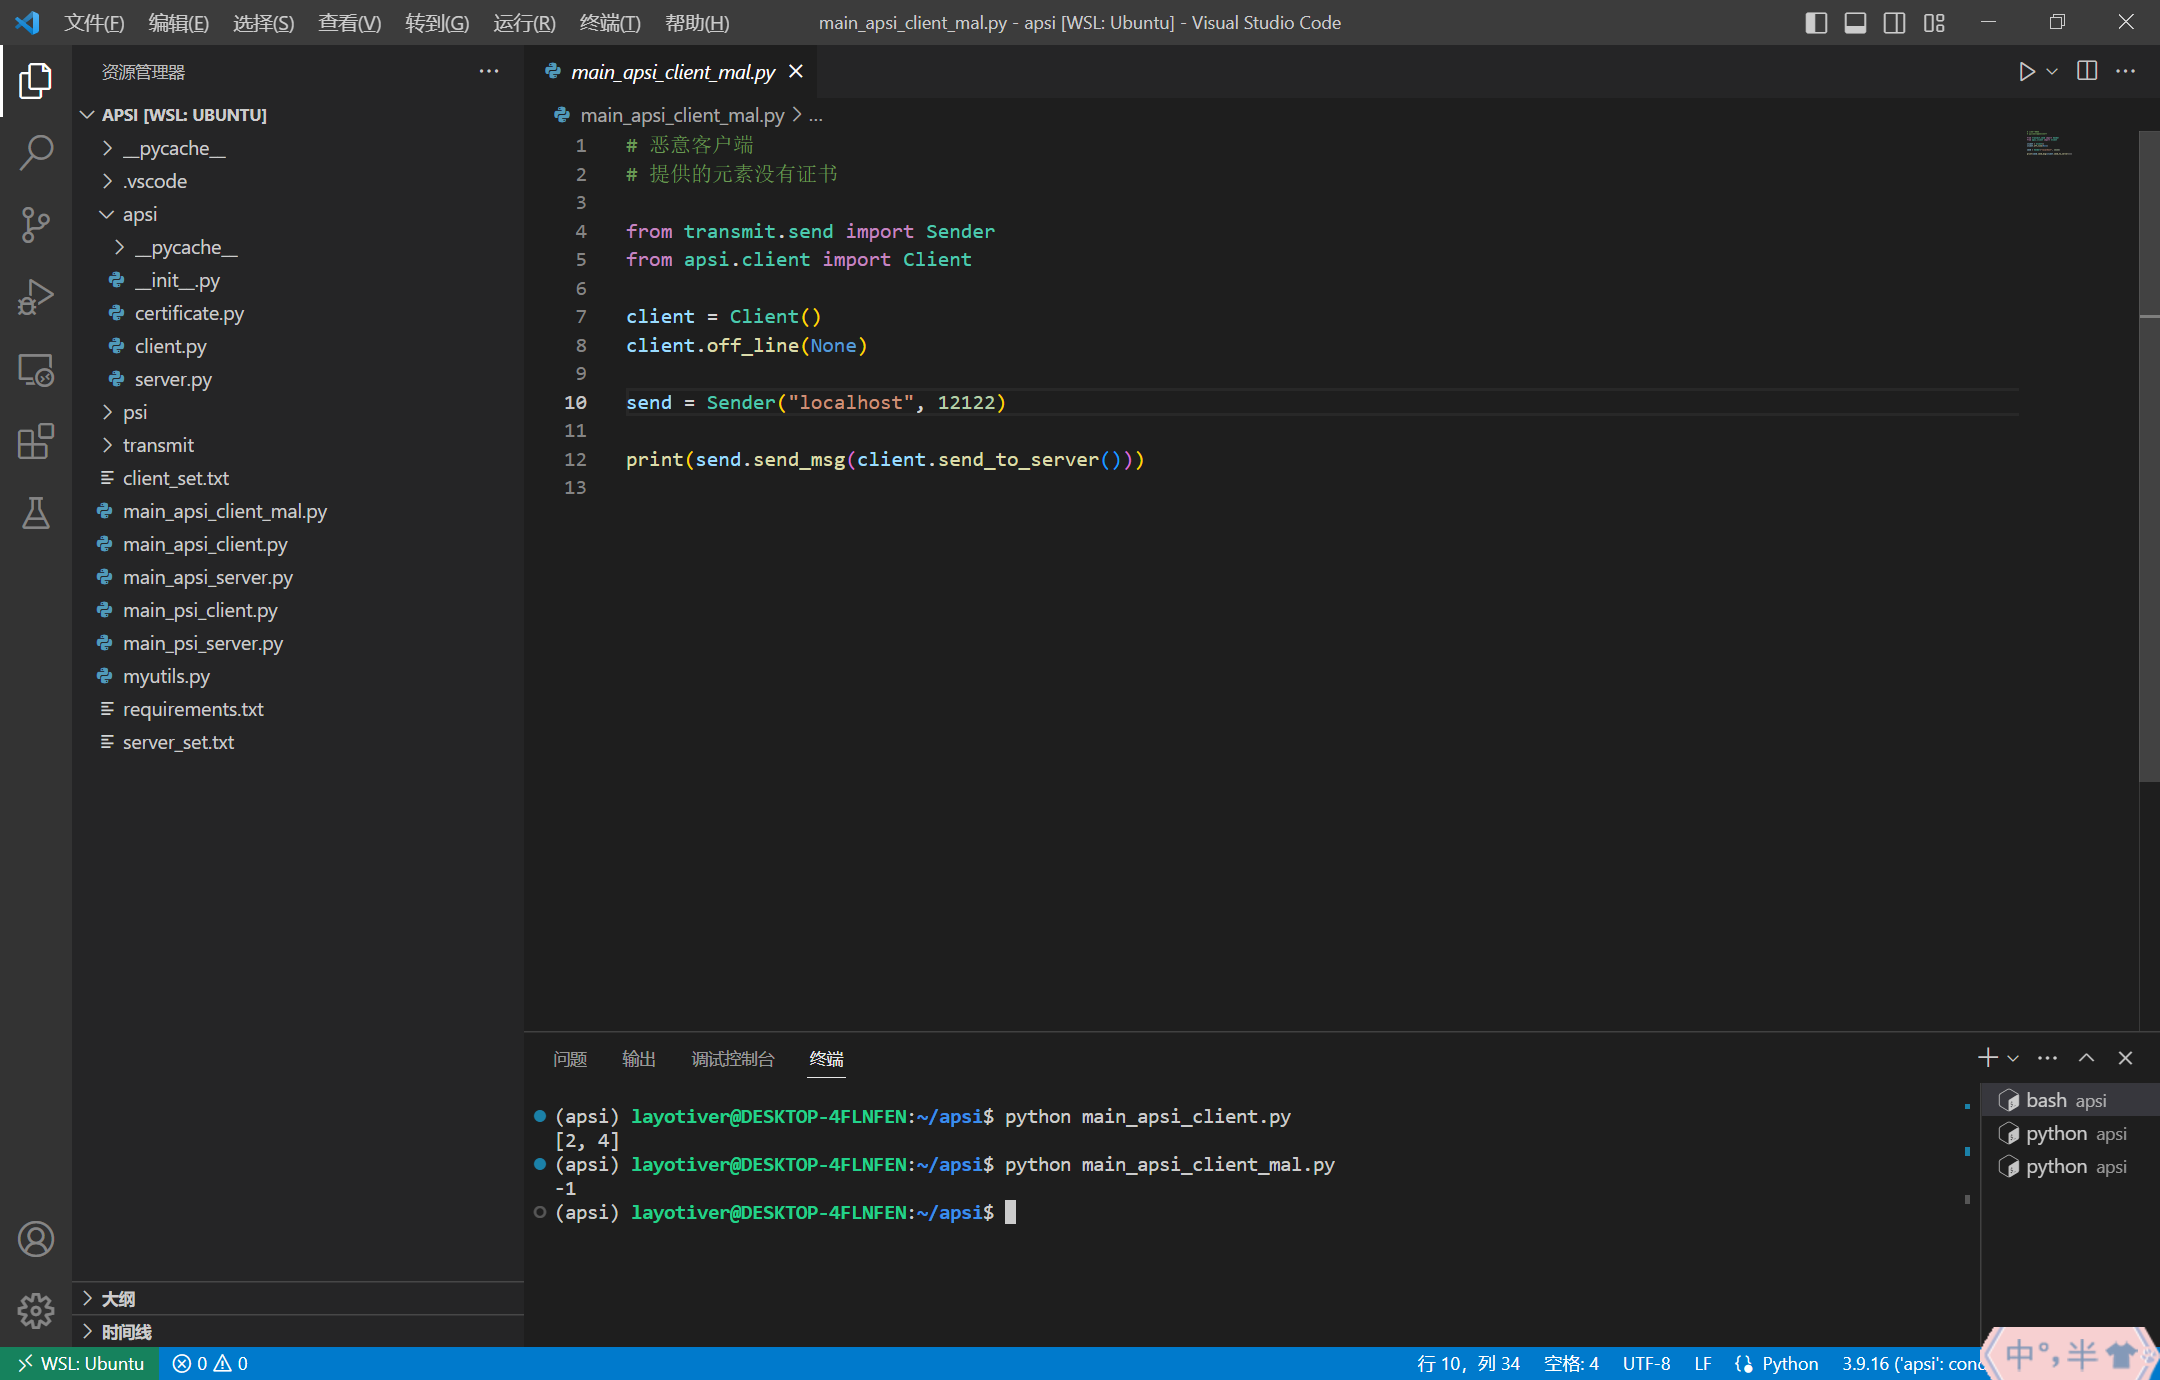 文件(F) 编辑(E) 选择(S) 查看(V) 转到(G) 运行(R) 终端(T) 帮助(H) main_apsi_client_mal.py - apsi [WSL: Ubuntu] - Visual Studio Code
资源管理器
APSI [WSL: UBUNTU]
__pycache__
.vscode
apsi
__pycache__
__init__.py
certificate.py
client.py
server.py
psi
transmit
client_set.txt
main_apsi_client_mal.py
main_apsi_client.py
main_apsi_server.py
main_psi_client.py
main_psi_server.py
myutils.py
requirements.txt
server_set.txt
大纲
时间线
main_apsi_client_mal.py
main_apsi_client_mal.py > ...
1 # 恶意客户端
2 # 提供的元素没有证书
3
4 from transmit.send import Sender
5 from apsi.client import Client
6
7 client = Client()
8 client.off_line(None)
9
10 send = Sender("localhost", 12122)
11
12 print(send.send_msg(client.send_to_server()))
13
问题 输出 调试控制台 终端
(apsi) layotiver@DESKTOP-4FLNFEN:~/apsi$ python main_apsi_client.py
[2, 4]
(apsi) layotiver@DESKTOP-4FLNFEN:~/apsi$ python main_apsi_client_mal.py
-1
(apsi) layotiver@DESKTOP-4FLNFEN:~/apsi$
bash apsi
python apsi
python apsi
WSL: Ubuntu 0 0 行 10, 列 34 空格: 4 UTF-8 LF Python 3.9.16 ('apsi': conc
中 °, 半